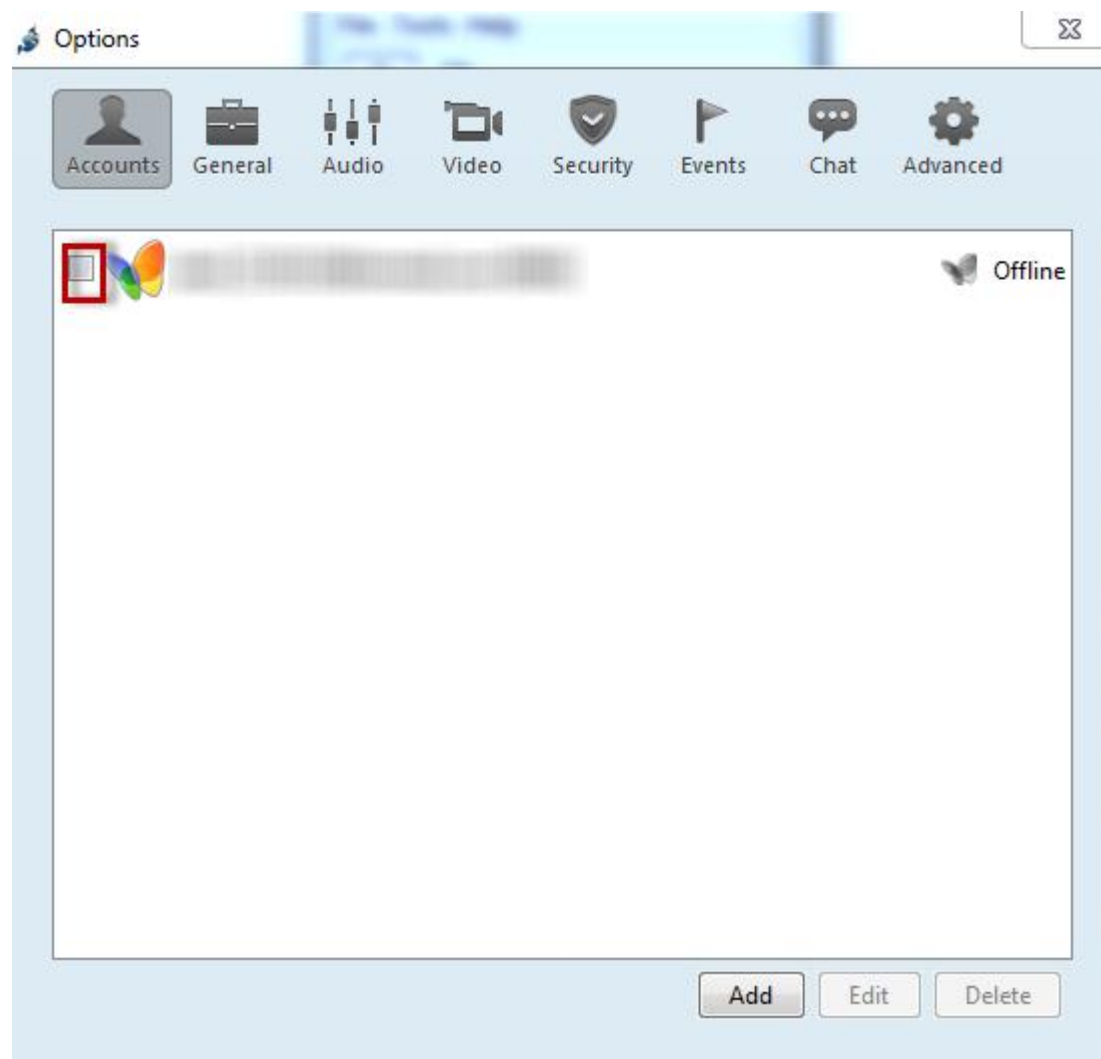 Options
Accounts General Audio Video Security Events Chat Advanced
Offline
Add Edit Delete